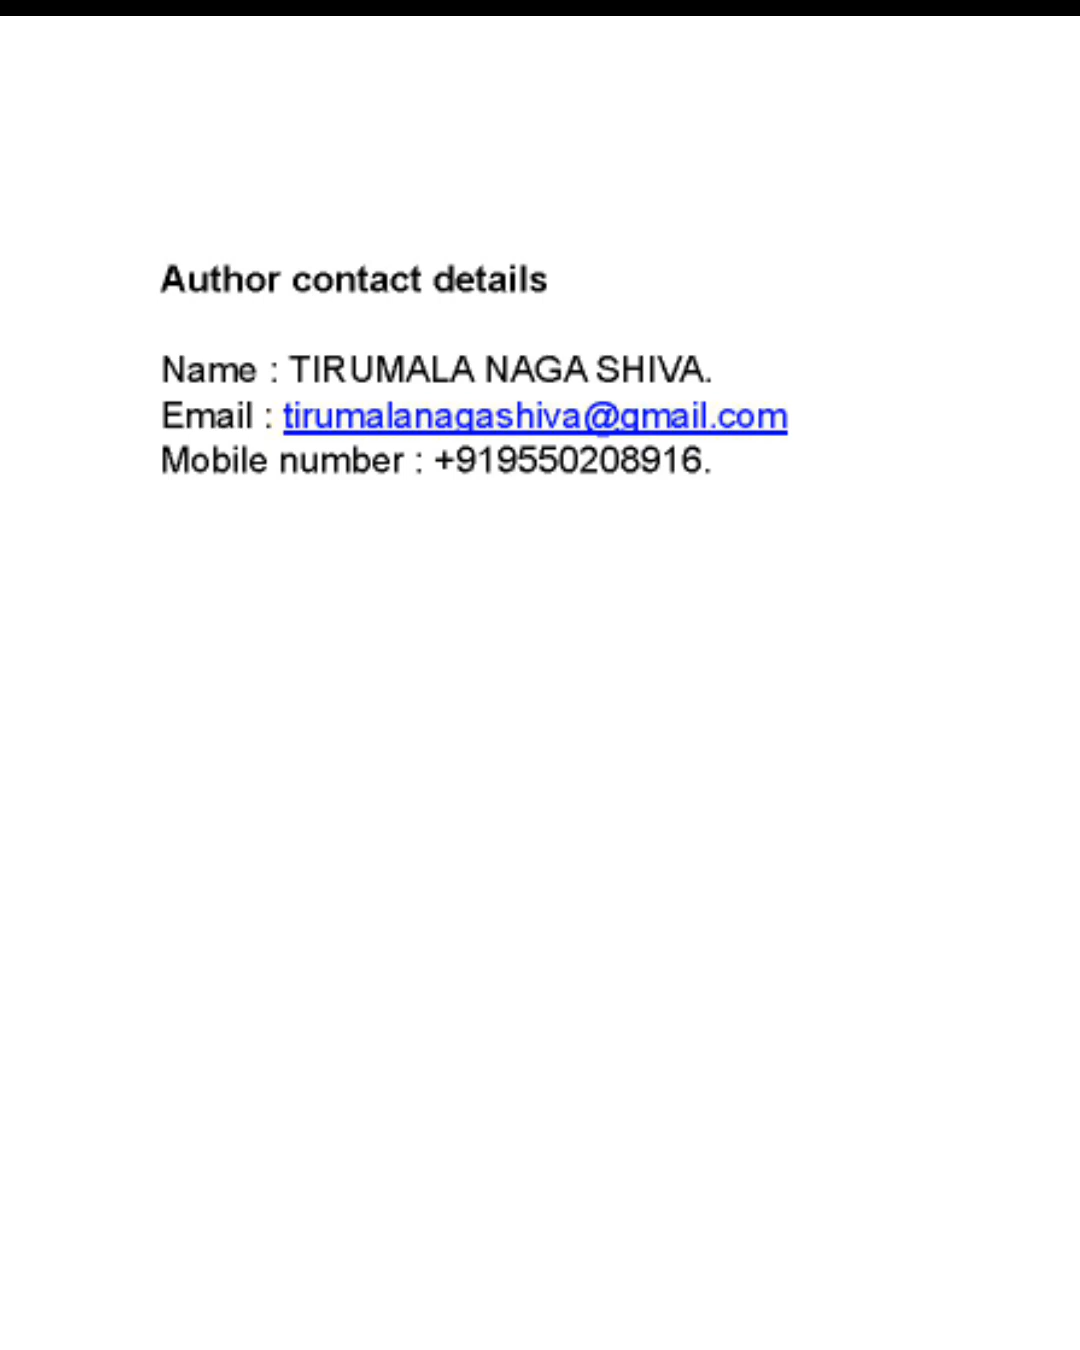 Author contact details
Name : TIRUMALA NAGA SHIVA.
Email : tirumalanagashiva@gmail.com
Mobile number : +919550208916.